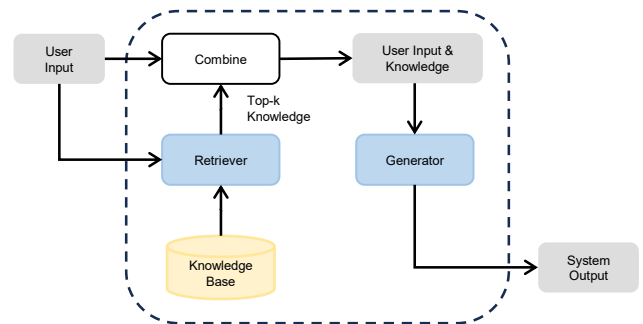 User
Input
Combine
User Input &
Knowledge
Top-k
Knowledge
Retriever
Generator
Knowledge
Base
System
Output